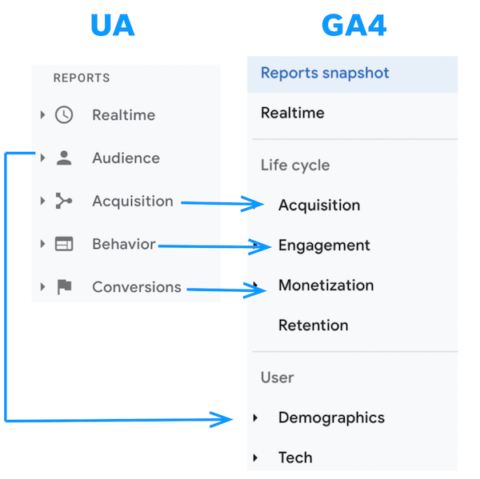 UA
REPORTS
Realtime
Audience
Acquisition
Behavior
Conversions
GA4
Reports snapshot
Realtime
Life cycle
Acquisition
Engagement
Monetization
Retention
User
Demographics
Tech